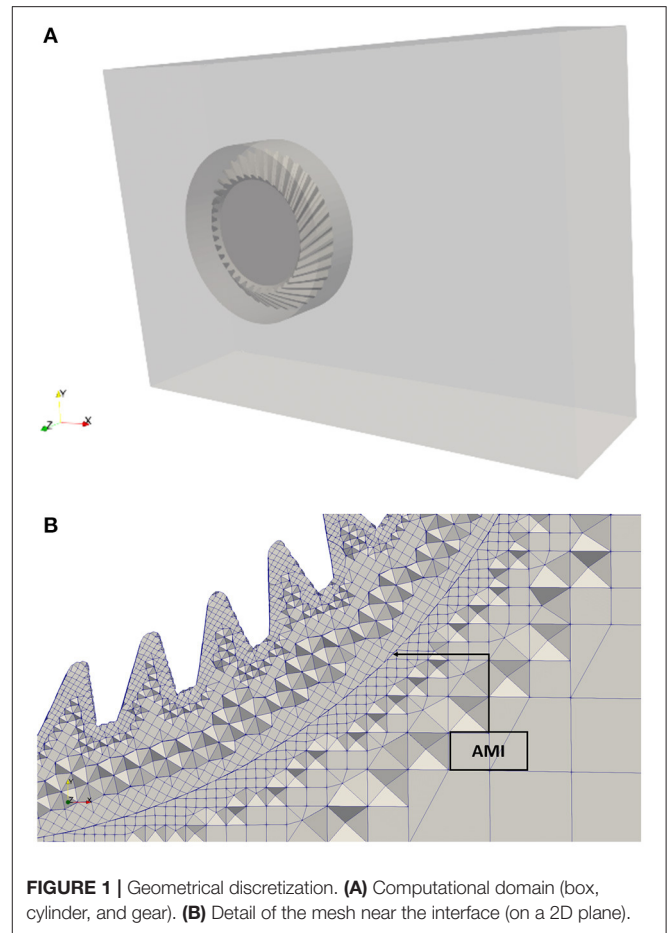 A
Y
Z
X
B
AMI
Y
Z
X
FIGURE 1 | Geometrical discretization. (A) Computational domain (box,
cylinder, and gear). (B) Detail of the mesh near the interface (on a 2D plane).